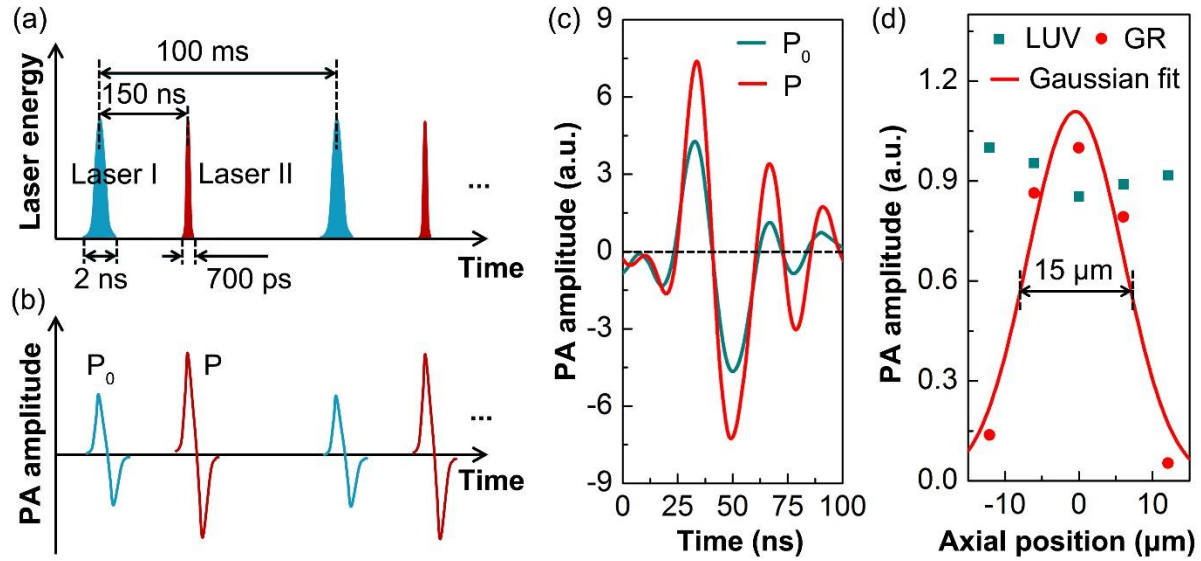 (a)
100 ms
150 ns
Laser I
Laser II
...
Laser energy
Time
2 ns
700 ps
(b)
P₀
P
...
PA amplitude
Time
(c)
P₀
P
9
6
3
0
-3
-6
-9
PA amplitude (a.u.)
0 25 50 75 100
Time (ns)
(d)
LUV GR
Gaussian fit
1.2
0.9
0.6
0.3
0.0
15 µm
PA amplitude (a.u.)
-10 0 10
Axial position (µm)